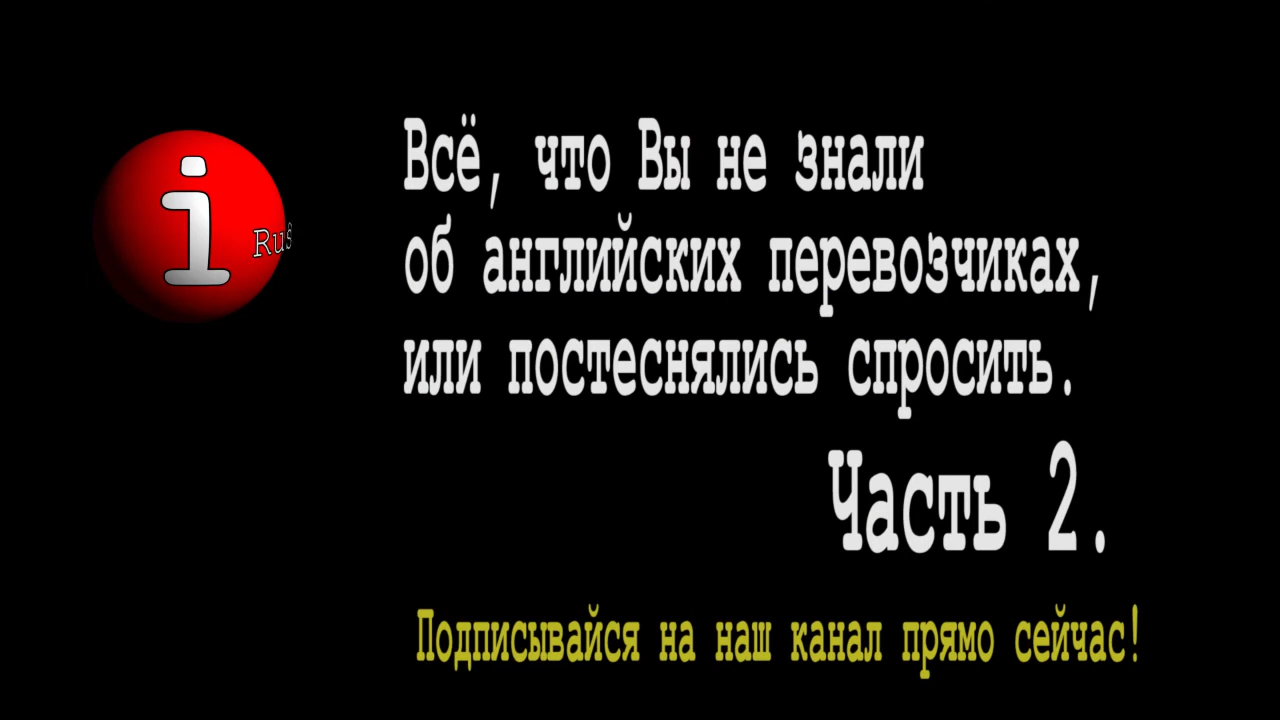 i
Rus
Всё, что Вы не знали
об английских перевозчиках,
или постеснялись спросить.
Часть 2.
Подписывайся на наш канал прямо сейчас!